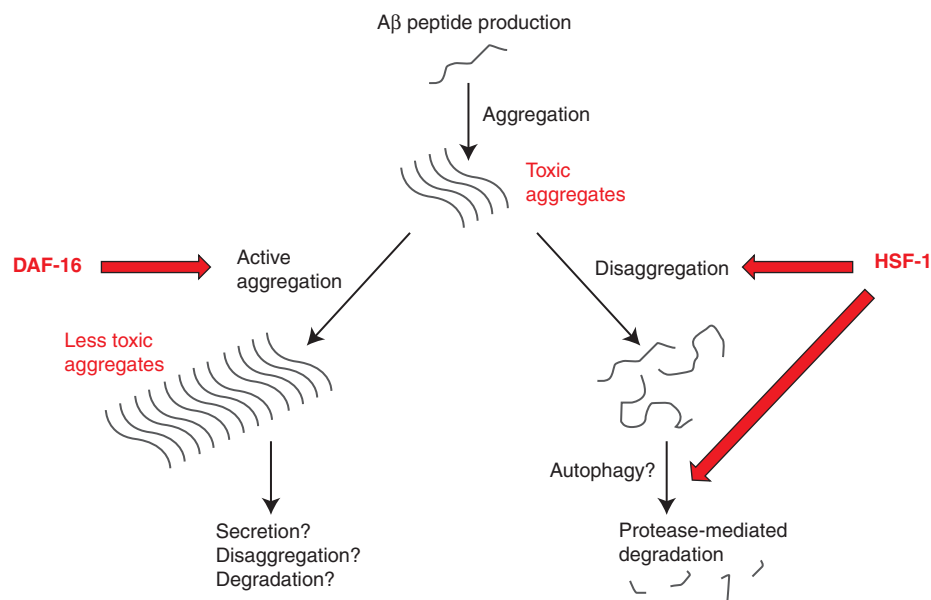 Aβ peptide production
Aggregation
Toxic
aggregates
DAF-16
Active
aggregation
Disaggregation
HSF-1
Less toxic
aggregates
Autophagy?
Secretion?
Disaggregation?
Degradation?
Protease-mediated
degradation